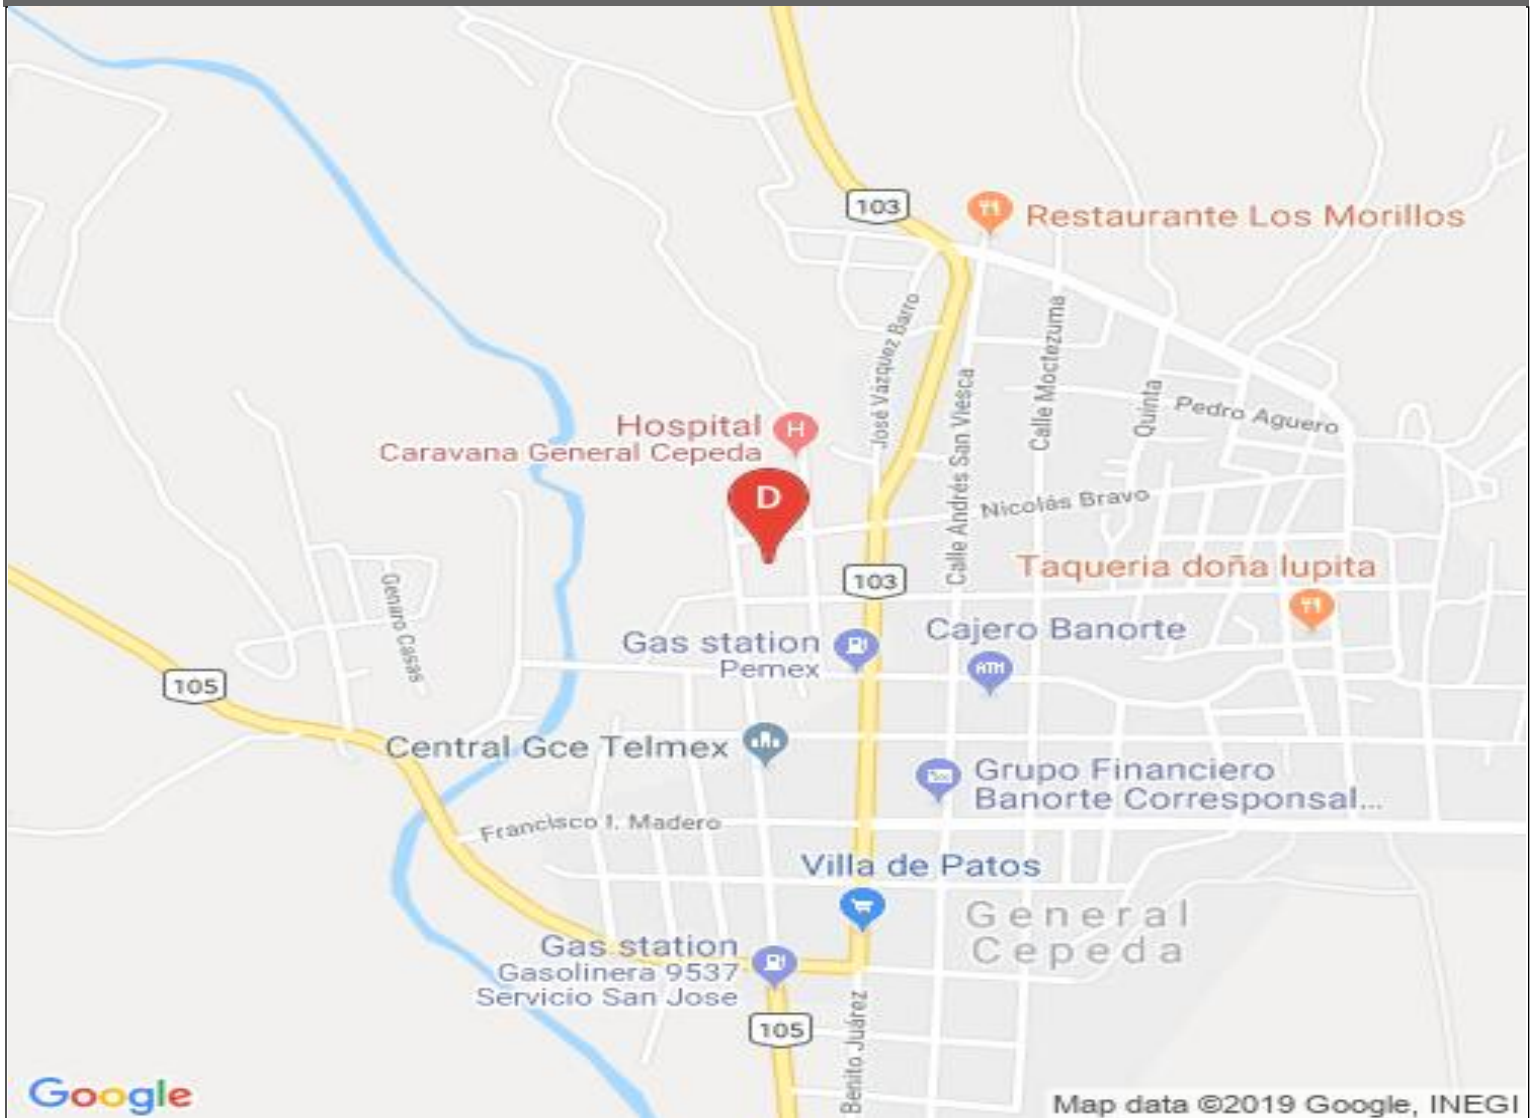 103
Restaurante Los Morillos
José Vázquez Barro
Calle Moctezuma
Calle Andrés San Viesca
Quinta
Pedro Aguero
Hospital
Caravana General Cepeda
D
H
Nicolás Bravo
103
Taqueria doña lupita
Genaro Casas
Gas station
Pemex
Cajero Banorte
ATM
105
Central Gce Telmex
Grupo Financiero
Banorte Corresponsal...
Francisco I. Madero
Villa de Patos
General
Cepeda
Gas station
Gasolinera 9537
Servicio San Jose
105
Benito Juárez
Google
Map data ©2019 Google, INEGI